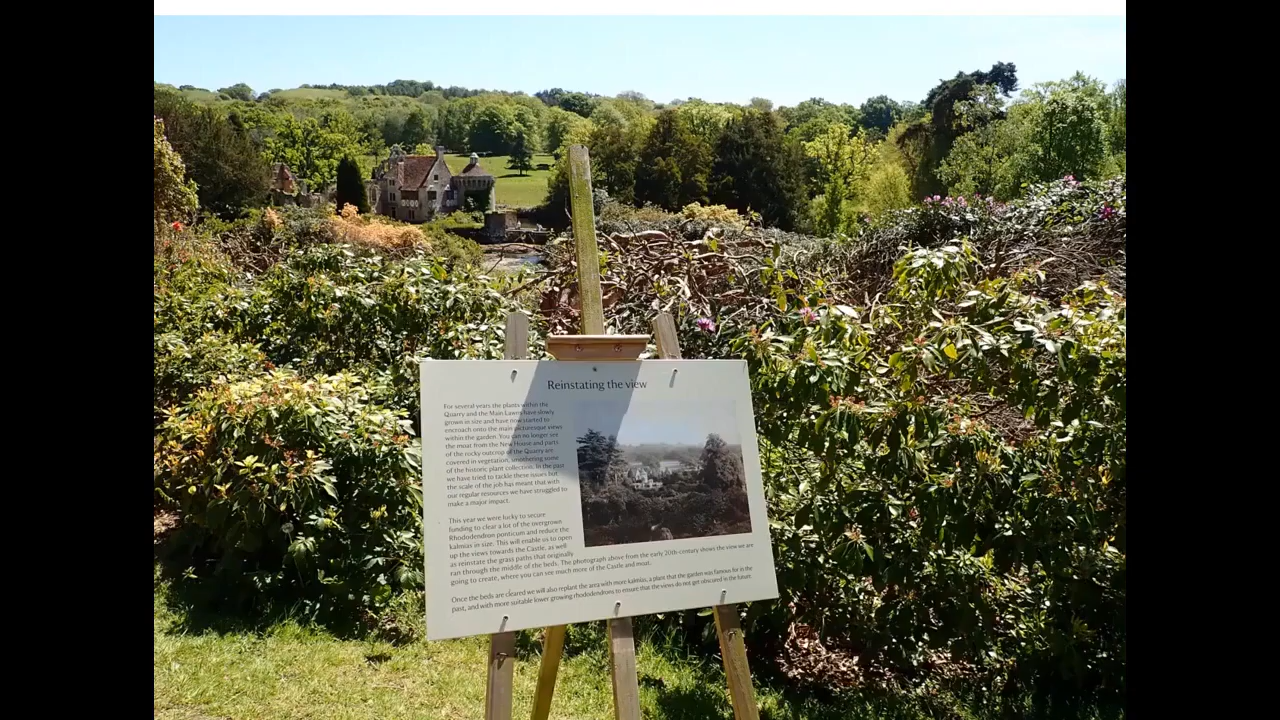 Reinstating the view
For several years the plants within the
Quarry and the Main Lawns have slowly
grown in size and have now started to
encroach onto the main picturesque views
within the garden. You can no longer see
the moat from the New House and parts
of the rocky outcrop of the Quarry are
covered in vegetation, smothering some
of the historic plant collection. In the past
we have tried to tackle these issues but
the scale of the job has meant that with
our regular resources we have struggled to
make a major impact.
This year we were lucky to secure
funding to clear a lot of the overgrown
Rhododendron ponticum and reduce the
kalmias in size. This will enable us to open
up the views towards the Castle, as well
as reinstate the grass paths that originally
ran through the middle of the beds. The photograph above from the early 20th-century shows the view we are
going to create, where you can see much more of the Castle and moat.
Once the beds are cleared we will also replant the area with more kalmias, a plant that the garden was famous for in the
past, and with more suitable lower growing rhododendrons to ensure that the views do not get obscured in the future.